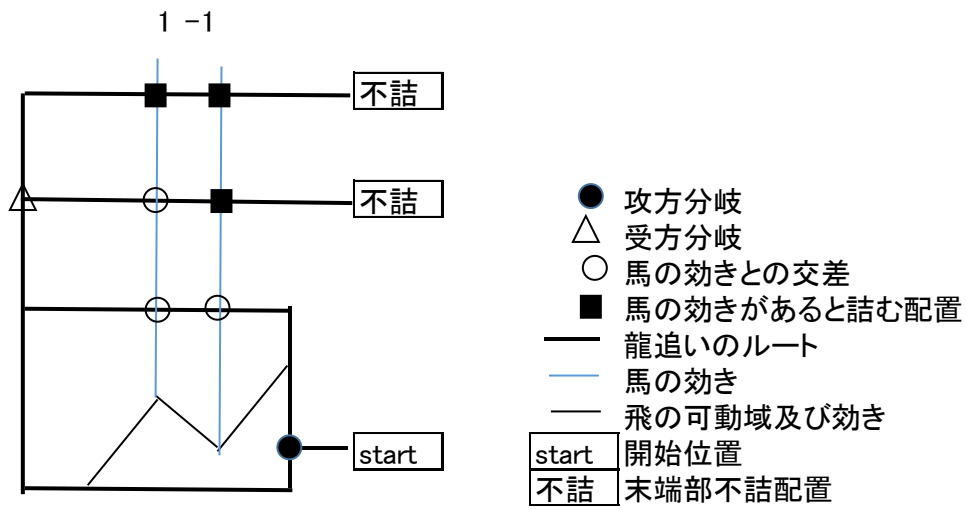 1 -1
不詰
不詰
start
攻方分岐
受方分岐
馬の効きとの交差
馬の効きがあると詰む配置
龍追いのルート
馬の効き
飛の可動域及び効き
start 開始位置
不詰 末端部不詰配置